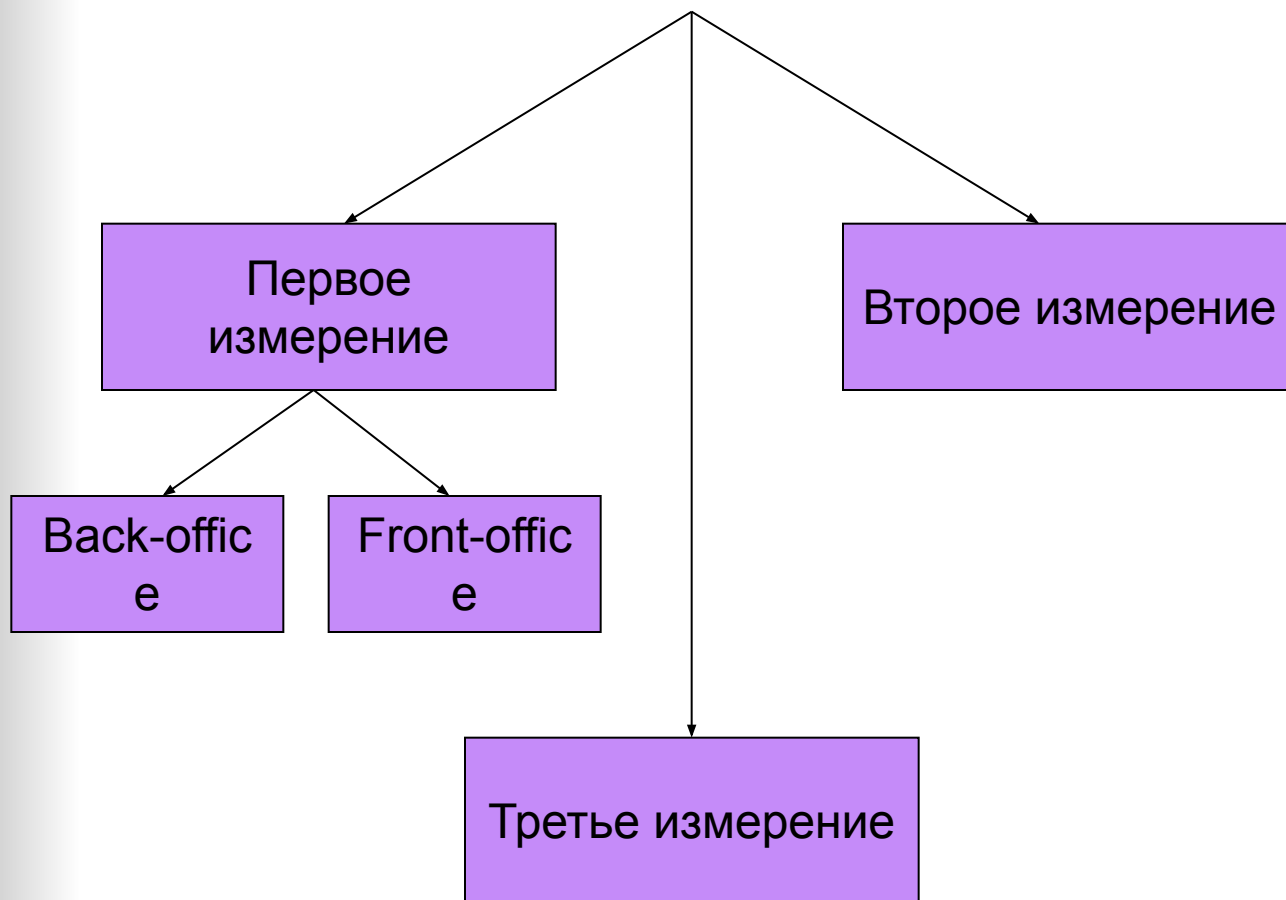 Первое
измерение
Второе измерение
Back-offic
e
Front-offic
e
Третье измерение